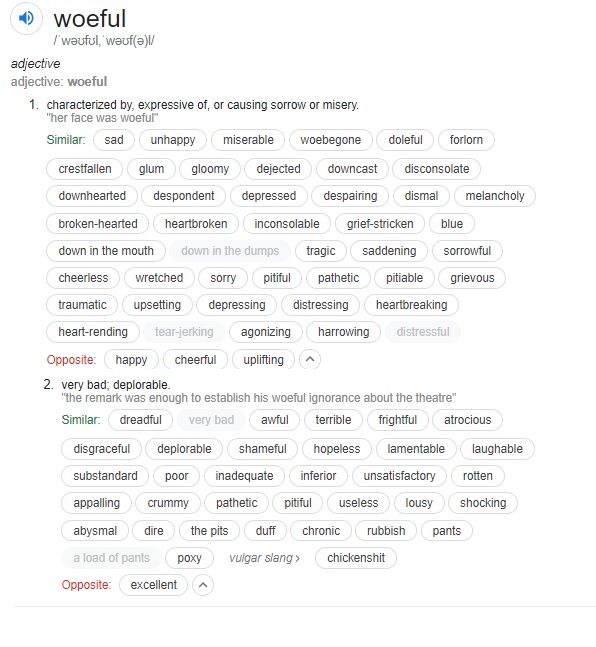 woeful
/ˈwəʊfʊl,ˈwəʊf(ə)l/
adjective
adjective: woeful
1. characterized by, expressive of, or causing sorrow or misery.
"her face was woeful"
Similar: sad unhappy miserable woebegone doleful forlorn
crestfallen glum gloomy dejected downcast disconsolate
downhearted despondent depressed despairing dismal melancholy
broken-hearted heartbroken inconsolable grief-stricken blue
down in the mouth down in the dumps tragic saddening sorrowful
cheerless wretched sorry pitiful pathetic pitiable grievous
traumatic upsetting depressing distressing heartbreaking
heart-rending tear-jerking agonizing harrowing distressful
Opposite: happy cheerful uplifting
2. very bad; deplorable.
"the remark was enough to establish his woeful ignorance about the theatre"
Similar: dreadful very bad awful terrible frightful atrocious
disgraceful deplorable shameful hopeless lamentable laughable
substandard poor inadequate inferior unsatisfactory rotten
appalling crummy pathetic pitiful useless lousy shocking
abysmal dire the pits duff chronic rubbish pants
a load of pants poxy vulgar slang > chickenshit
Opposite: excellent